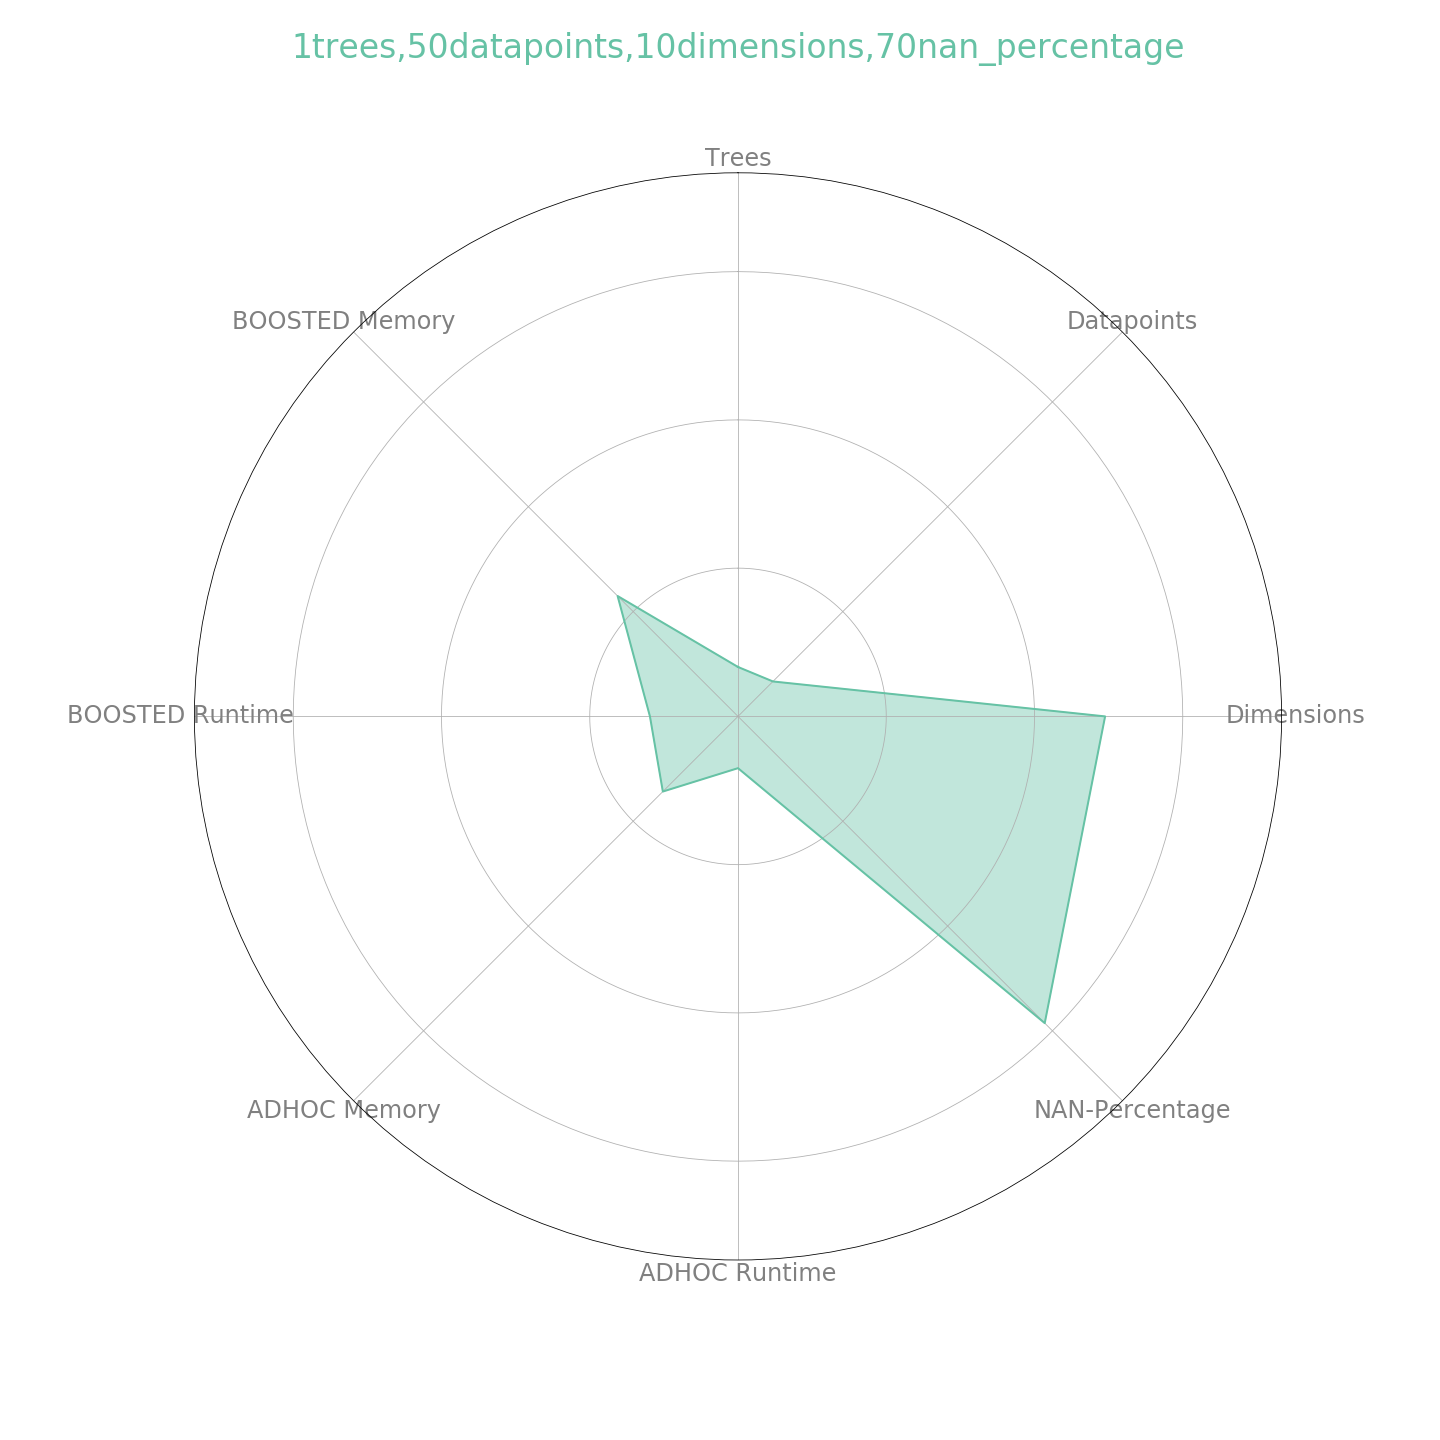 1trees,50datapoints,10dimensions,70nan_percentage
Trees
BOOSTED Memory
Datapoints
BOOSTED Runtime
Dimensions
ADHOC Memory
NAN-Percentage
ADHOC Runtime